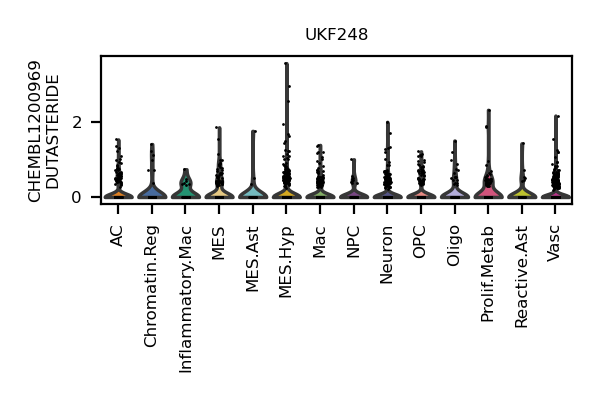 UKF248
CHEMBL1200969
DUTASTERIDE
2
0
AC
Chromatin.Reg
Inflammatory.Mac
MES
MES.Ast
MES.Hyp
Mac
NPC
Neuron
OPC
Oligo
Prolif.Metab
Reactive.Ast
Vasc